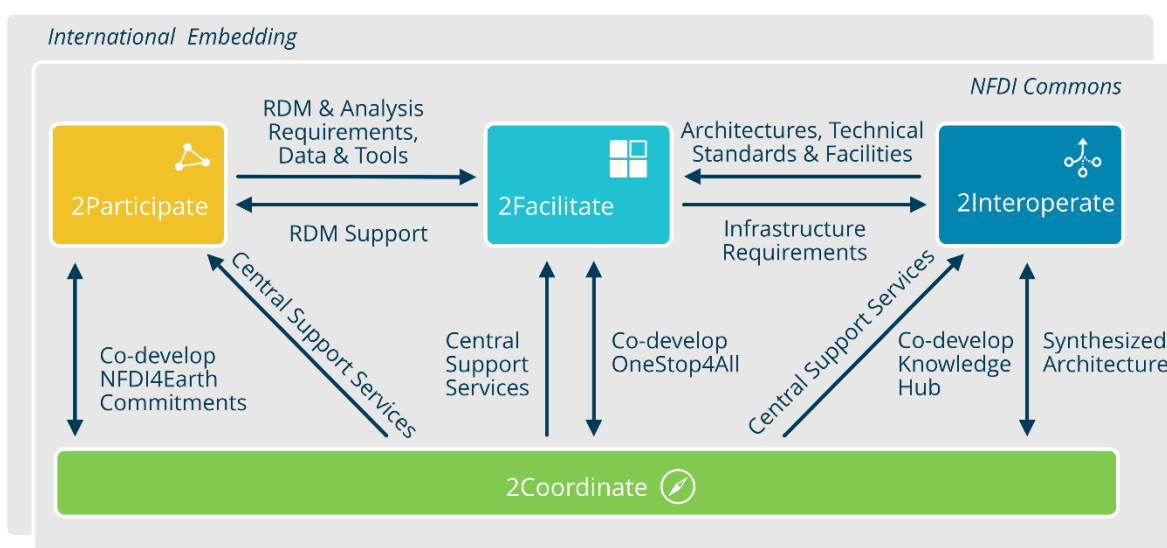 International Embedding
NFDI Commons
RDM & Analysis
Requirements,
Data & Tools
Architectures, Technical
Standards & Facilities
2Participate
2Facilitate
2Interoperate
RDM Support
Infrastructure
Requirements
Central Support Services
Central Support Services
Co-develop
NFDI4Earth
Commitments
Central
Support
Services
Co-develop
OneStop4All
Co-develop
Knowledge
Hub
Synthesized
Architecture
2Coordinate